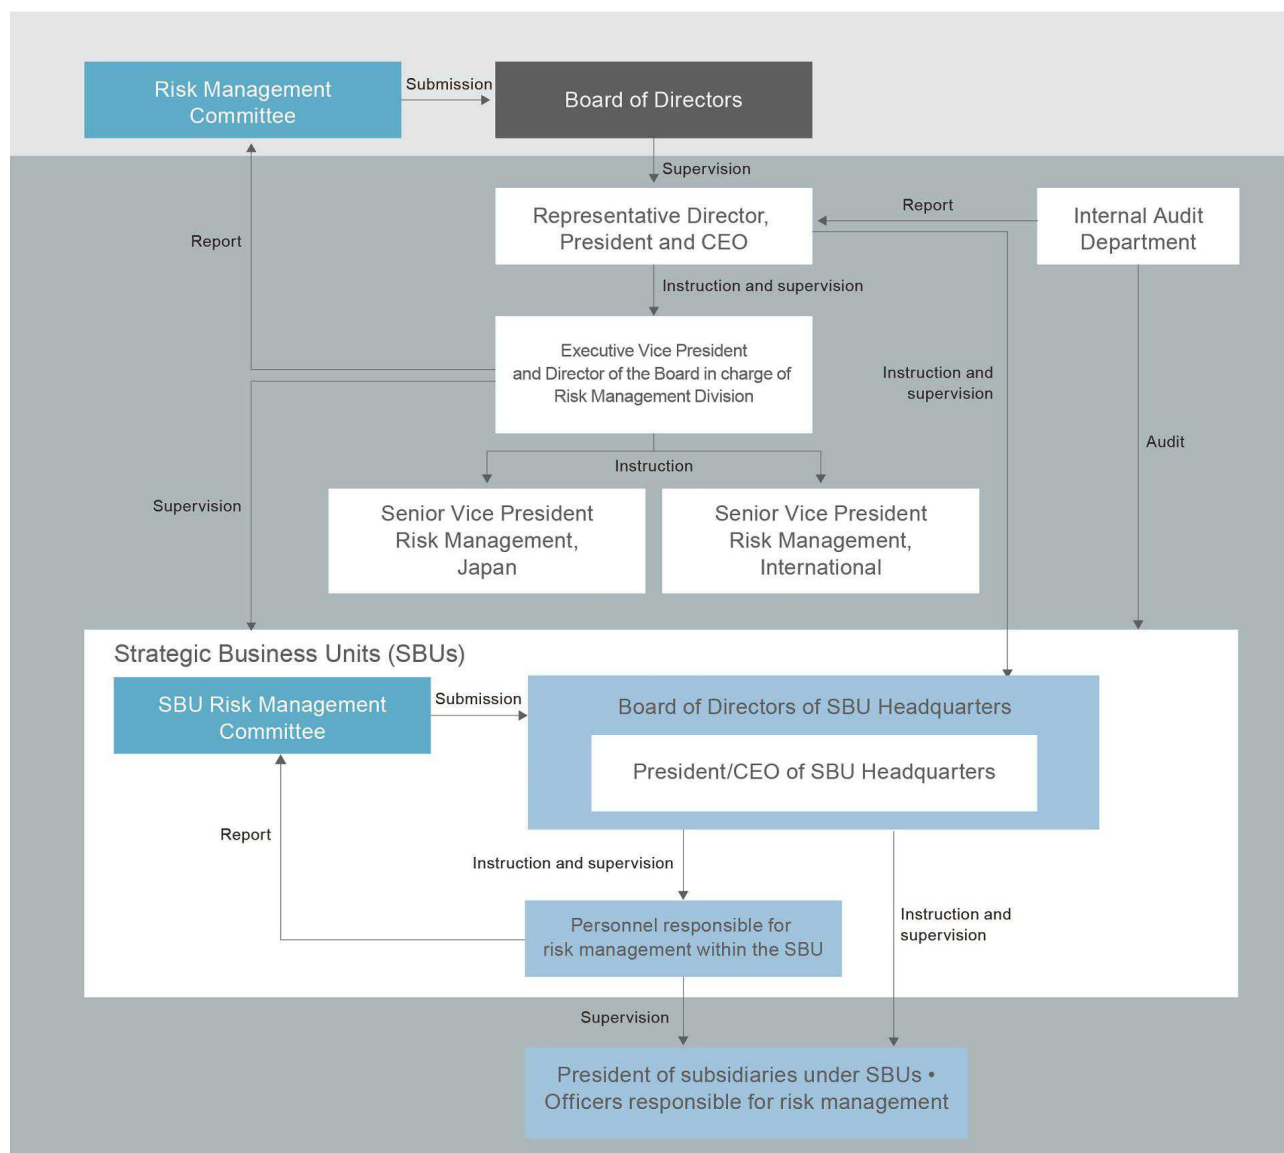 Risk Management
Committee
Submission
Board of Directors
Supervision
Representative Director,
President and CEO
Report
Internal Audit
Department
Report
Instruction and supervision
Executive Vice President
and Director of the Board in charge of
Risk Management Division
Instruction and
supervision
Audit
Instruction
Supervision
Senior Vice President
Risk Management,
Japan
Senior Vice President
Risk Management,
International
Strategic Business Units (SBUs)
SBU Risk Management
Committee
Submission
Board of Directors of SBU Headquarters
President/CEO of SBU Headquarters
Report
Instruction and supervision
Personnel responsible for
risk management within the SBU
Instruction and
supervision
Supervision
President of subsidiaries under SBUs •
Officers responsible for risk management